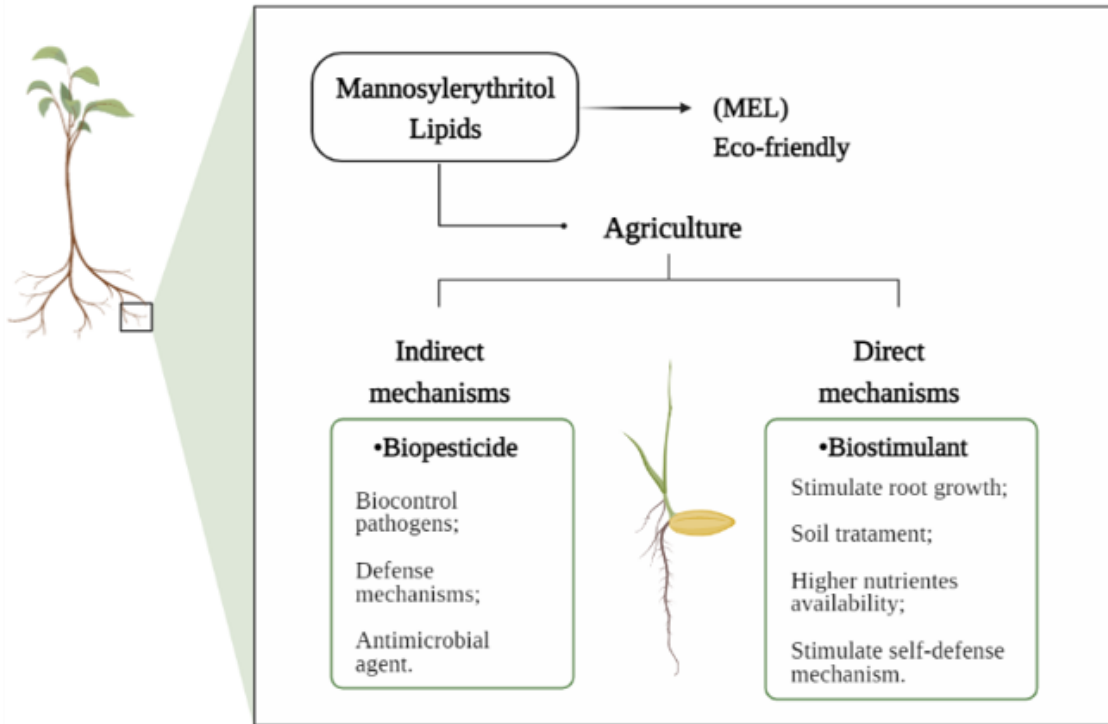 Mannosylerythritol
Lipids
(MEL)
Eco-friendly
Agriculture
Indirect
mechanisms
•Biopesticide
Biocontrol
pathogens;
Defense
mechanisms;
Antimicrobial
agent.
Direct
mechanisms
•Biostimulant
Stimulate root growth;
Soil tratament;
Higher nutrientes
availability;
Stimulate self-defense
mechanism.